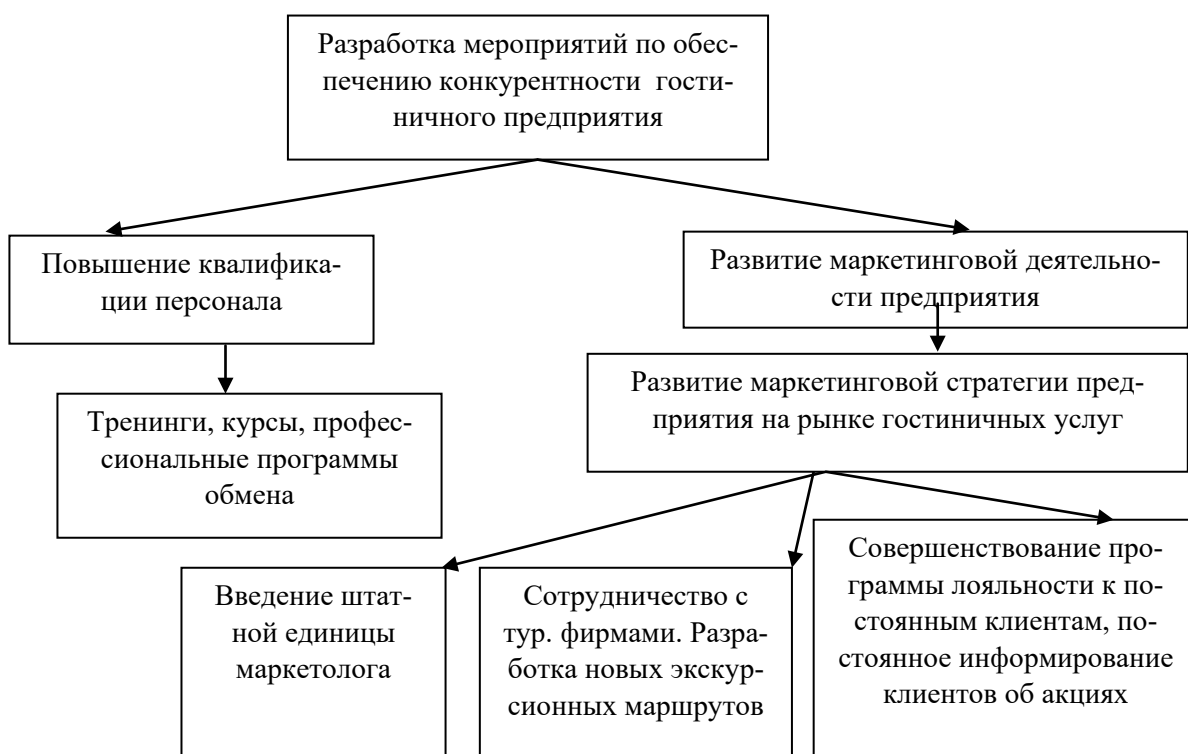 Разработка мероприятий по обес-
печению конкурентности  гости-
ничного предприятия
Повышение квалифика-
ции персонала
Развитие маркетинговой деятельно-
сти предприятия
Тренинги, курсы, профес-
сиональные программы
обмена
Развитие маркетинговой стратегии пред-
приятия на рынке гостиничных услуг
Введение штат-
ной единицы
маркетолога
Сотрудничество с
тур. фирмами. Разра-
ботка новых экскур-
сионных маршрутов
Совершенствование про-
граммы лояльности к по-
стоянным клиентам, по-
стоянное информирование
клиентов об акциях